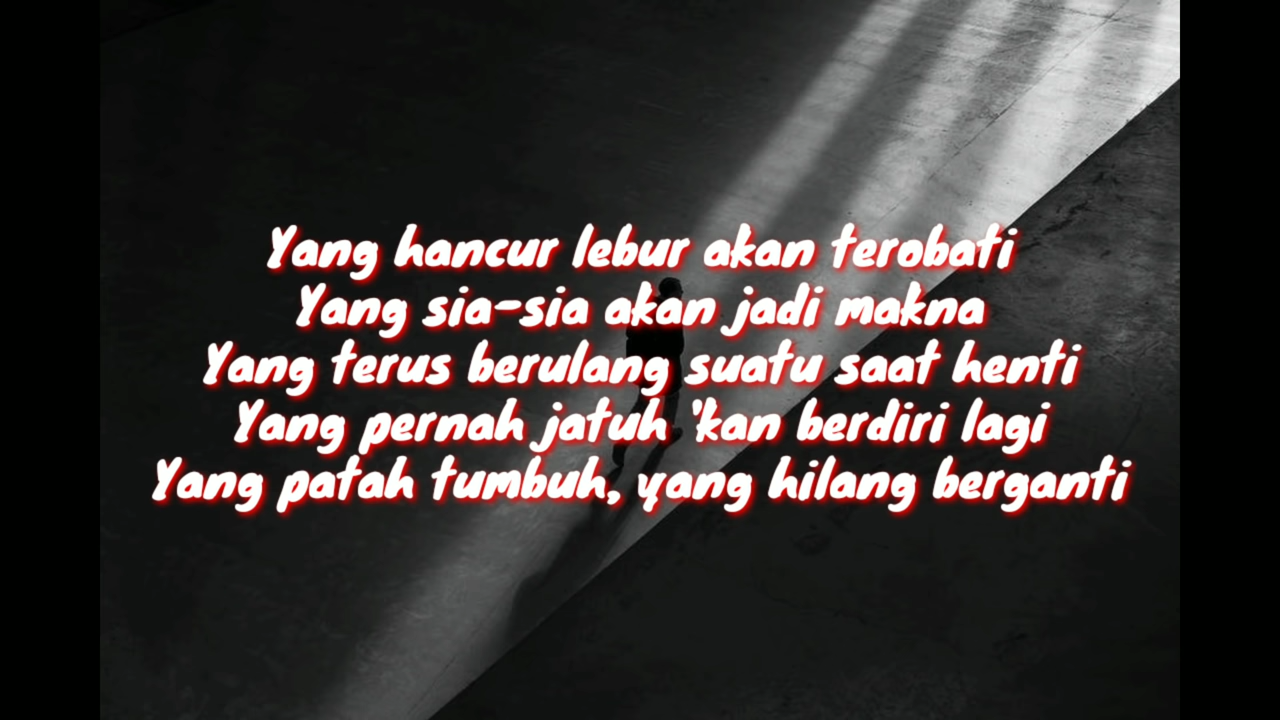 Yang hancur lebur akan terobati
Yang sia-sia akan jadi makna
Yang terus berulang suatu saat henti
Yang pernah jatuh 'kan berdiri lagi
Yang patah tumbuh, yang hilang berganti